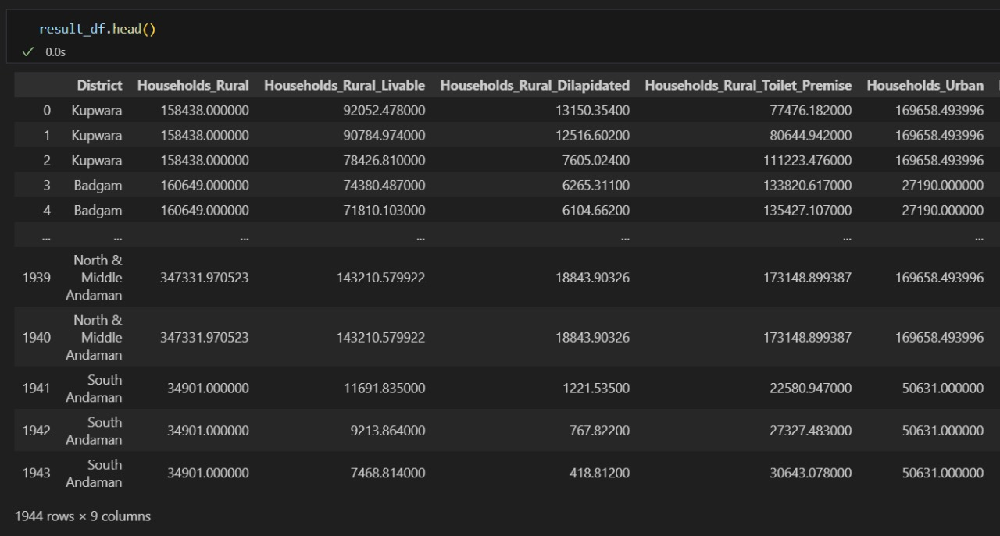 result_df.head()
0.0s
District Households_Rural Households_Rural_Livable Households_Rural_Dilapidated Households_Rural_Toilet_Premise Households_Urban
0 Kupwara 158438.000000 92052.478000 13150.35400 77476.182000 169658.493996
1 Kupwara 158438.000000 90784.974000 12516.60200 80644.942000 169658.493996
2 Kupwara 158438.000000 78426.810000 7605.02400 111223.476000 169658.493996
3 Badgam 160649.000000 74380.487000 6265.31100 133820.617000 27190.000000
4 Badgam 160649.000000 71810.103000 6104.66200 135427.107000 27190.000000
... ... ... ... ... ... ...
North &
1939 Middle 347331.970523 143210.579922 18843.90326 173148.899387 169658.493996
Andaman
North &
1940 Middle 347331.970523 143210.579922 18843.90326 173148.899387 169658.493996
Andaman
South
1941 34901.000000 11691.835000 1221.53500 22580.947000 50631.000000
Andaman
South
1942 34901.000000 9213.864000 767.82200 27327.483000 50631.000000
Andaman
South
1943 34901.000000 7468.814000 418.81200 30643.078000 50631.000000
Andaman
1944 rows × 9 columns